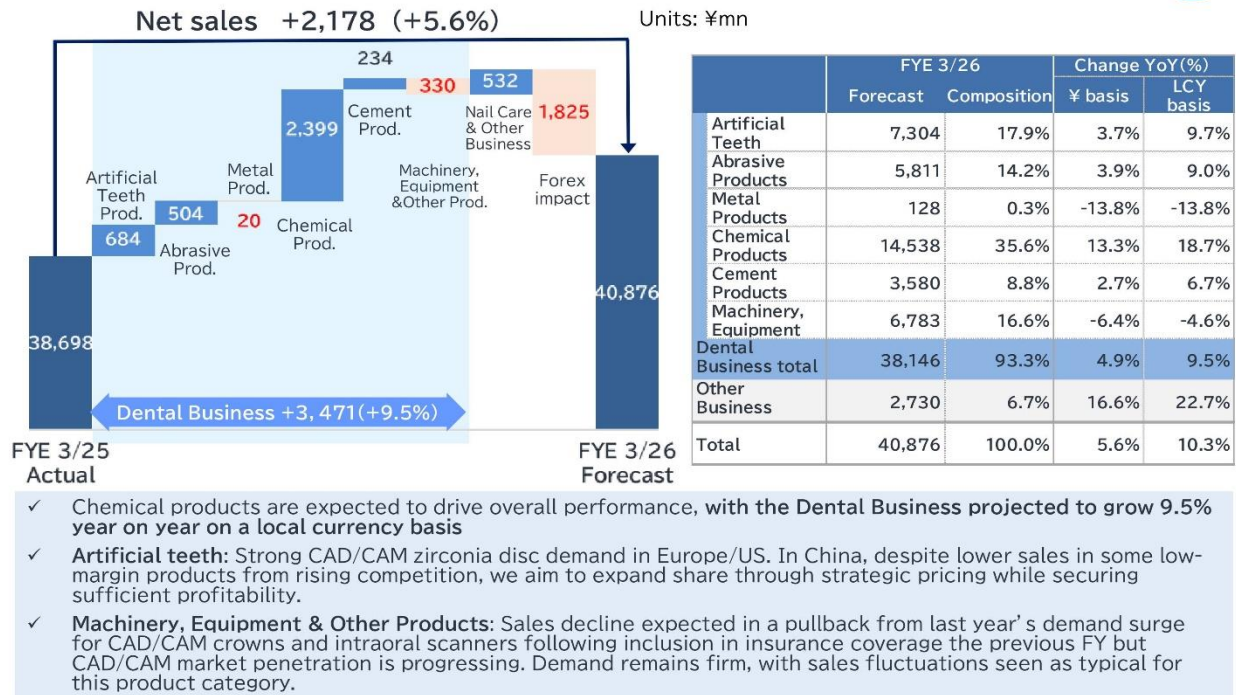 Net sales +2,178 (+5.6%)
Units: ¥mn
234
330
532
2,399
Cement
Prod.
Nail Care
& Other
Business
1,825
Artificial
Teeth
Prod.
Metal
Prod.
Machinery,
Equipment
&Other Prod.
Forex
impact
504
20
Chemical
Prod.
684
Abrasive
Prod.
38,698
40,876
Dental Business +3, 471(+9.5%)
FYE 3/25
Actual
FYE 3/26
Forecast
FYE 3/26 Change YoY(%)
Forecast Composition ¥ basis LCY basis
Artificial
Teeth 7,304 17.9% 3.7% 9.7%
Abrasive
Products 5,811 14.2% 3.9% 9.0%
Metal
Products 128 0.3% -13.8% -13.8%
Chemical
Products 14,538 35.6% 13.3% 18.7%
Cement
Products 3,580 8.8% 2.7% 6.7%
Machinery,
Equipment 6,783 16.6% -6.4% -4.6%
Dental
Business total 38,146 93.3% 4.9% 9.5%
Other
Business 2,730 6.7% 16.6% 22.7%
Total 40,876 100.0% 5.6% 10.3%
✓ Chemical products are expected to drive overall performance, with the Dental Business projected to grow 9.5%
year on year on a local currency basis
✓ Artificial teeth: Strong CAD/CAM zirconia disc demand in Europe/US. In China, despite lower sales in some low-
margin products from rising competition, we aim to expand share through strategic pricing while securing
sufficient profitability.
✓ Machinery, Equipment & Other Products: Sales decline expected in a pullback from last year's demand surge
for CAD/CAM crowns and intraoral scanners following inclusion in insurance coverage the previous FY but
CAD/CAM market penetration is progressing. Demand remains firm, with sales fluctuations seen as typical for
this product category.